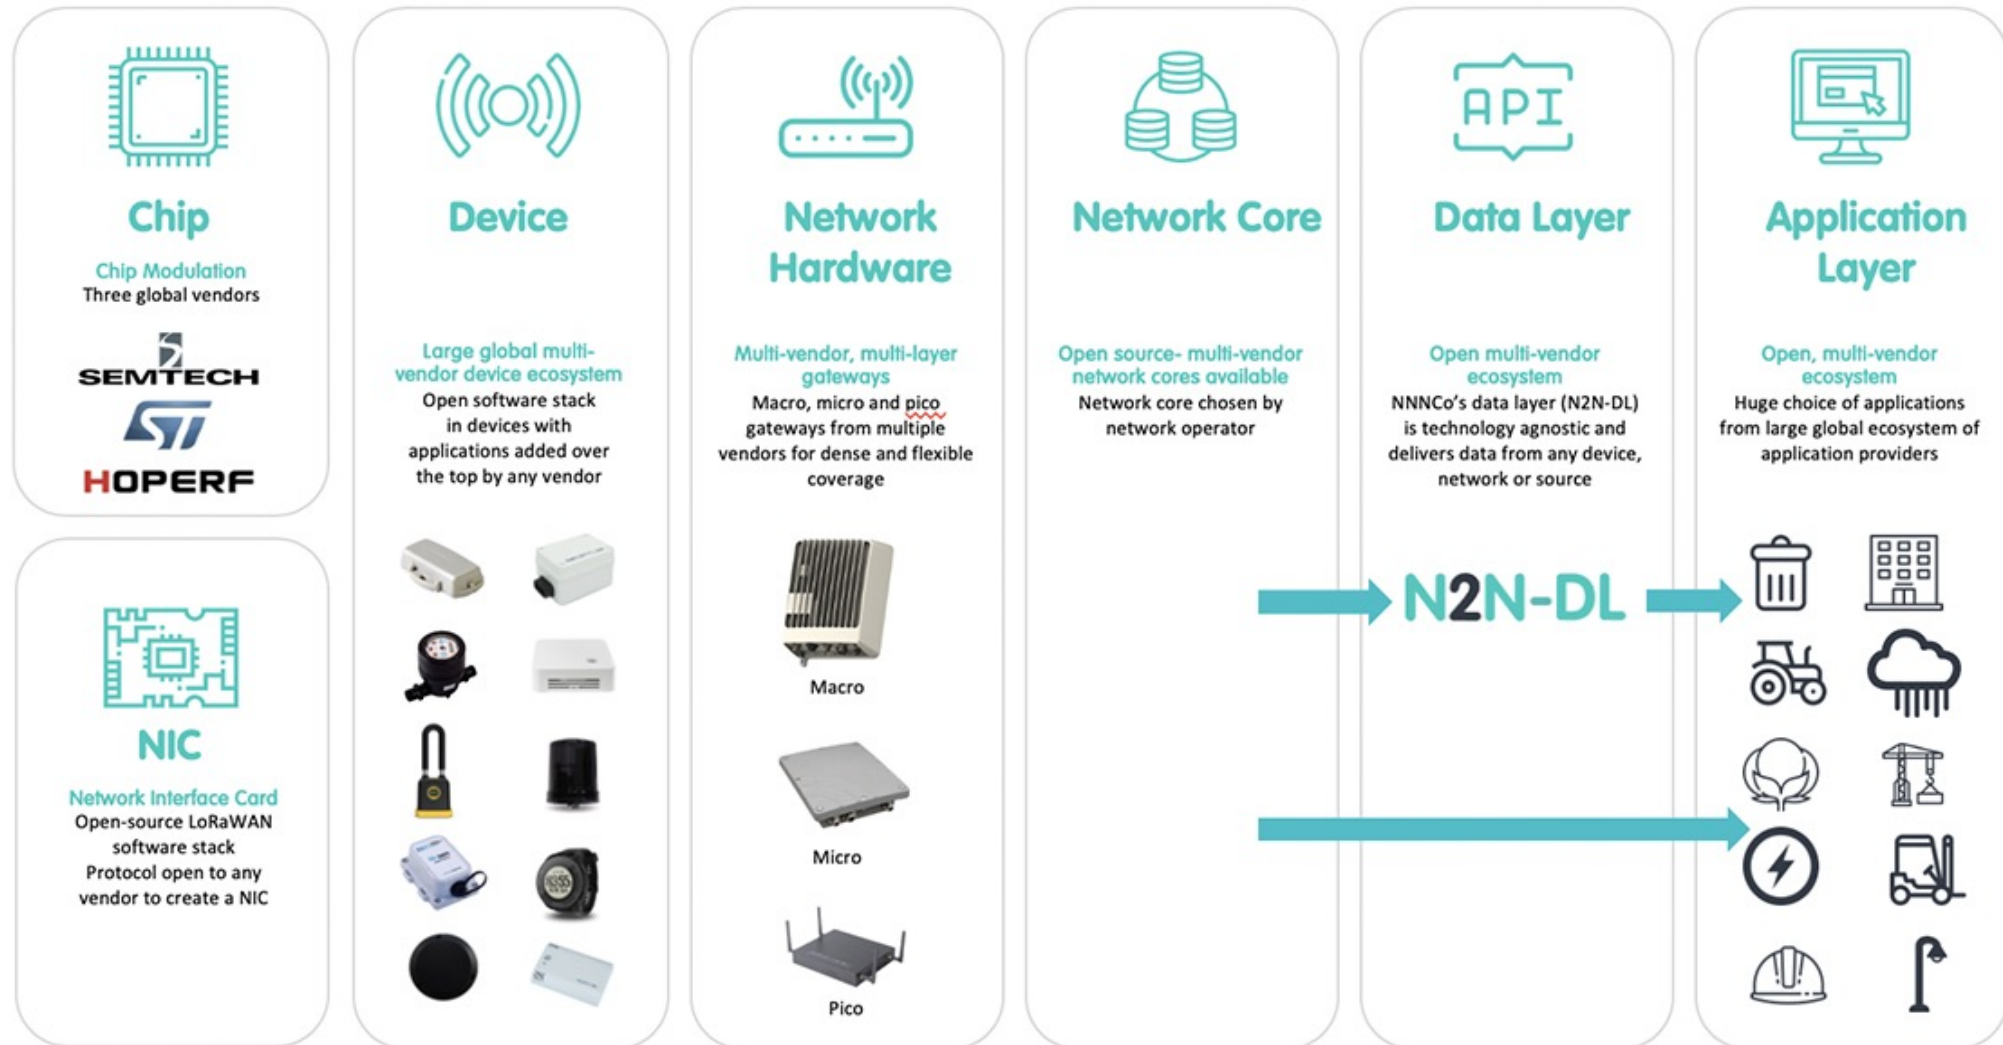 Chip
Chip Modulation
Three global vendors
SEMTECH
ST
HOPERF
NIC
Network Interface Card
Open-source LoRaWAN
software stack
Protocol open to any
vendor to create a NIC
Device
Large global multi-
vendor device ecosystem
Open software stack
in devices with
applications added over
the top by any vendor
Network
Hardware
Multi-vendor, multi-layer
gateways
Macro, micro and pico
gateways from multiple
vendors for dense and flexible
coverage
Macro
Micro
Pico
Network Core
Open source- multi-vendor
network cores available
Network core chosen by
network operator
API
Data Layer
Open multi-vendor
ecosystem
NNNCo's data layer (N2N-DL)
is technology agnostic and
delivers data from any device,
network or source
N2N-DL
Application
Layer
Open, multi-vendor
ecosystem
Huge choice of applications
from large global ecosystem of
application providers